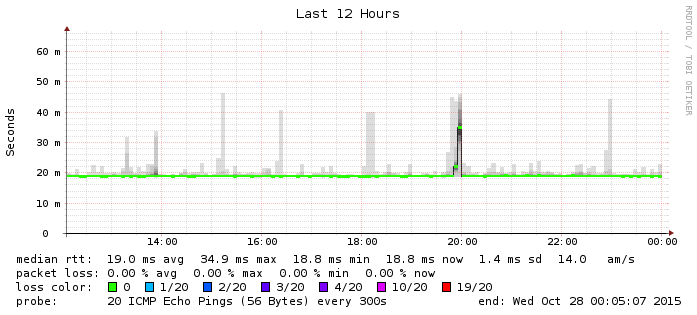 Last 12 Hours
RRDTOOL / TOBI OETIKER
Seconds
60 m
50 m
40 m
30 m
20 m
10 m
0
14:00 16:00 18:00 20:00 22:00 00:00
median rtt: 19.0 ms avg 34.9 ms max 18.8 ms min 18.8 ms now 1.4 ms sd 14.0 am/s
packet loss: 0.00 % avg 0.00 % max 0.00 % min 0.00 % now
loss color: 0 1/20 2/20 3/20 4/20 10/20 19/20
probe: 20 ICMP Echo Pings (56 Bytes) every 300s end: Wed Oct 28 00:05:07 2015